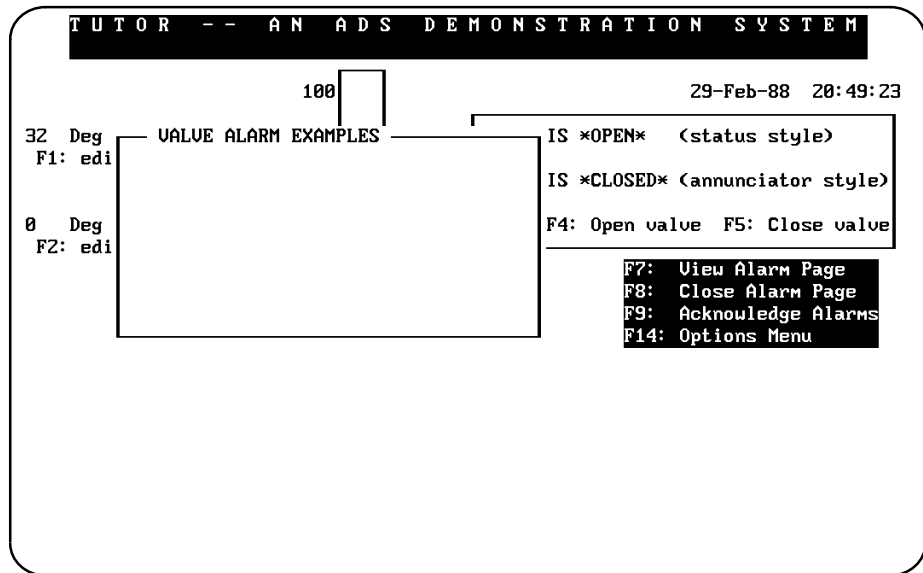 TUTOR -- AN ADS DEMONSTRATION SYSTEM
100
29-Feb-88 20:49:23
32 Deg
F1: edi
VALVE ALARM EXAMPLES
IS *OPEN* (status style)
IS *CLOSED* (annunciator style)
0 Deg
F2: edi
F4: Open valve F5: Close valve
F7: View Alarm Page
F8: Close Alarm Page
F9: Acknowledge Alarms
F14: Options Menu